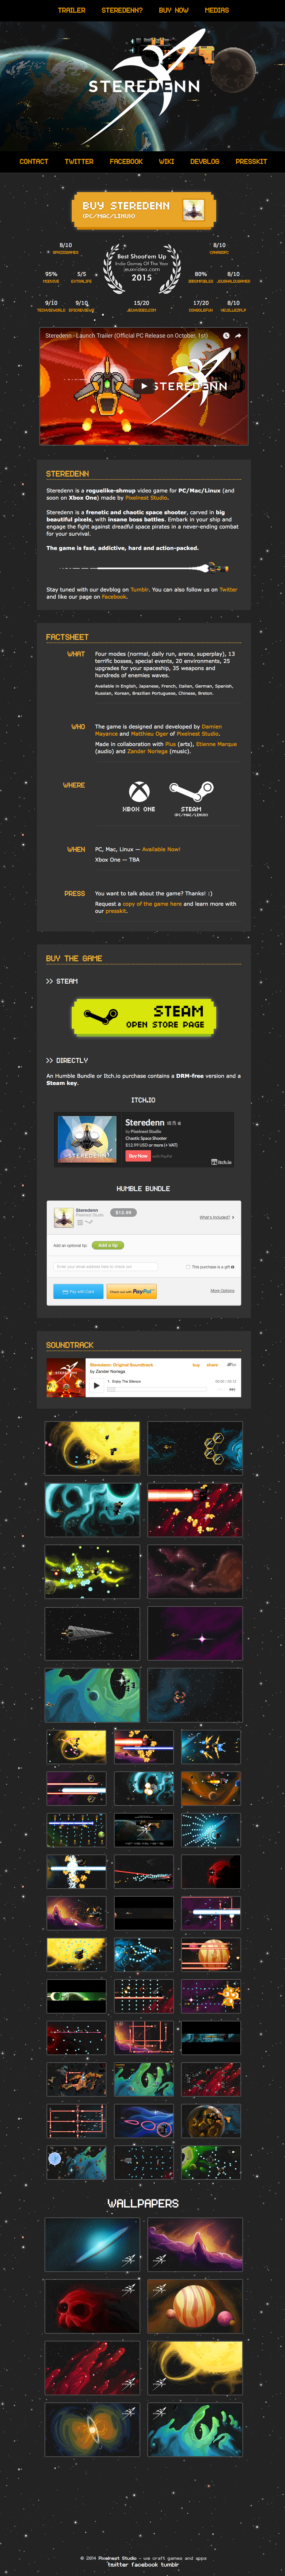 TRAILER STEREDENN? BUY NOW MEDIAS
STEREDENN
CONTACT TWITTER FACEBOOK WIKI DEVBLOG PRESSKIT
BUY STEREDENN
(PC/MAC/LINUX)
8/10
Best Shoot'em Up
Indie Games Of The Year
jeuxvideo.com
2015
8/10
CANARDPC
95%
5/5
EXTRALIFE
80%
8/10
9/10
9/10
15/20
JEUXVIDEO.COM
17/20
8/10
Steredenn - Launch Trailer (Official PC Release on October, 1st)
STEREDENN
STEREDENN
Steredenn is a roguelike-shmup video game for PC/Mac/Linux (and
soon on Xbox One) made by Pixelnest Studio.
Steredenn is a frenetic and chaotic space shooter, carved in big
beautiful pixels, with insane boss battles. Embark in your ship and
engage the fight against dreadful space pirates in a never-ending combat
for your survival.
The game is fast, addictive, hard and action-packed.
Stay tuned with our devblog on Tumblr. You can also follow us on Twitter
and like our page on Facebook.
FACTSHEET
WHAT
Four modes (normal, daily run, arena, superplay), 13
terrific bosses, special events, 20 environments, 25
upgrades for your spaceship, 35 weapons and
hundreds of enemies waves.
Available in English, Japanese, French, Italian, German, Spanish,
Russian, Korean, Brazilian Portuguese, Chinese, Breton.
WHO
The game is designed and developed by Damien
Mayance and Matthieu Oger of Pixelnest Studio.
Made in collaboration with Plus (arts), Etienne Marque
(audio) and Zander Noriega (music).
WHERE
XBOX ONE
STEAM
(PC/MAC/LINUX)
WHEN
PC, Mac, Linux — Available Now!
Xbox One — TBA
PRESS
You want to talk about the game? Thanks! :)
Request a copy of the game here and learn more with
our presskit.
BUY THE GAME
>> STEAM
STEAM
OPEN STORE PAGE
>> DIRECTLY
An Humble Bundle or Itch.io purchase contains a DRM-free version and a
Steam key.
ITCH.IO
Steredenn
by Pixelnest Studio
Chaotic Space Shooter
$12.99 USD or more (+ VAT)
Buy Now with PayPal
itch.io
HUMBLE BUNDLE
Steredenn
Pixelnest Studio
$12.99
What's included?
Add an optional tip: Add a tip
Enter your email address here to check out
This purchase is a gift
Pay with Card
Check out with PayPal
More Options
SOUNDTRACK
Steredenn: Original Soundtrack
buy share
by Zander Noriega
1. Enjoy The Silence
WALLPAPERS
© 2014 Pixelnest Studio - we craft games and apps
twitter facebook tumblr